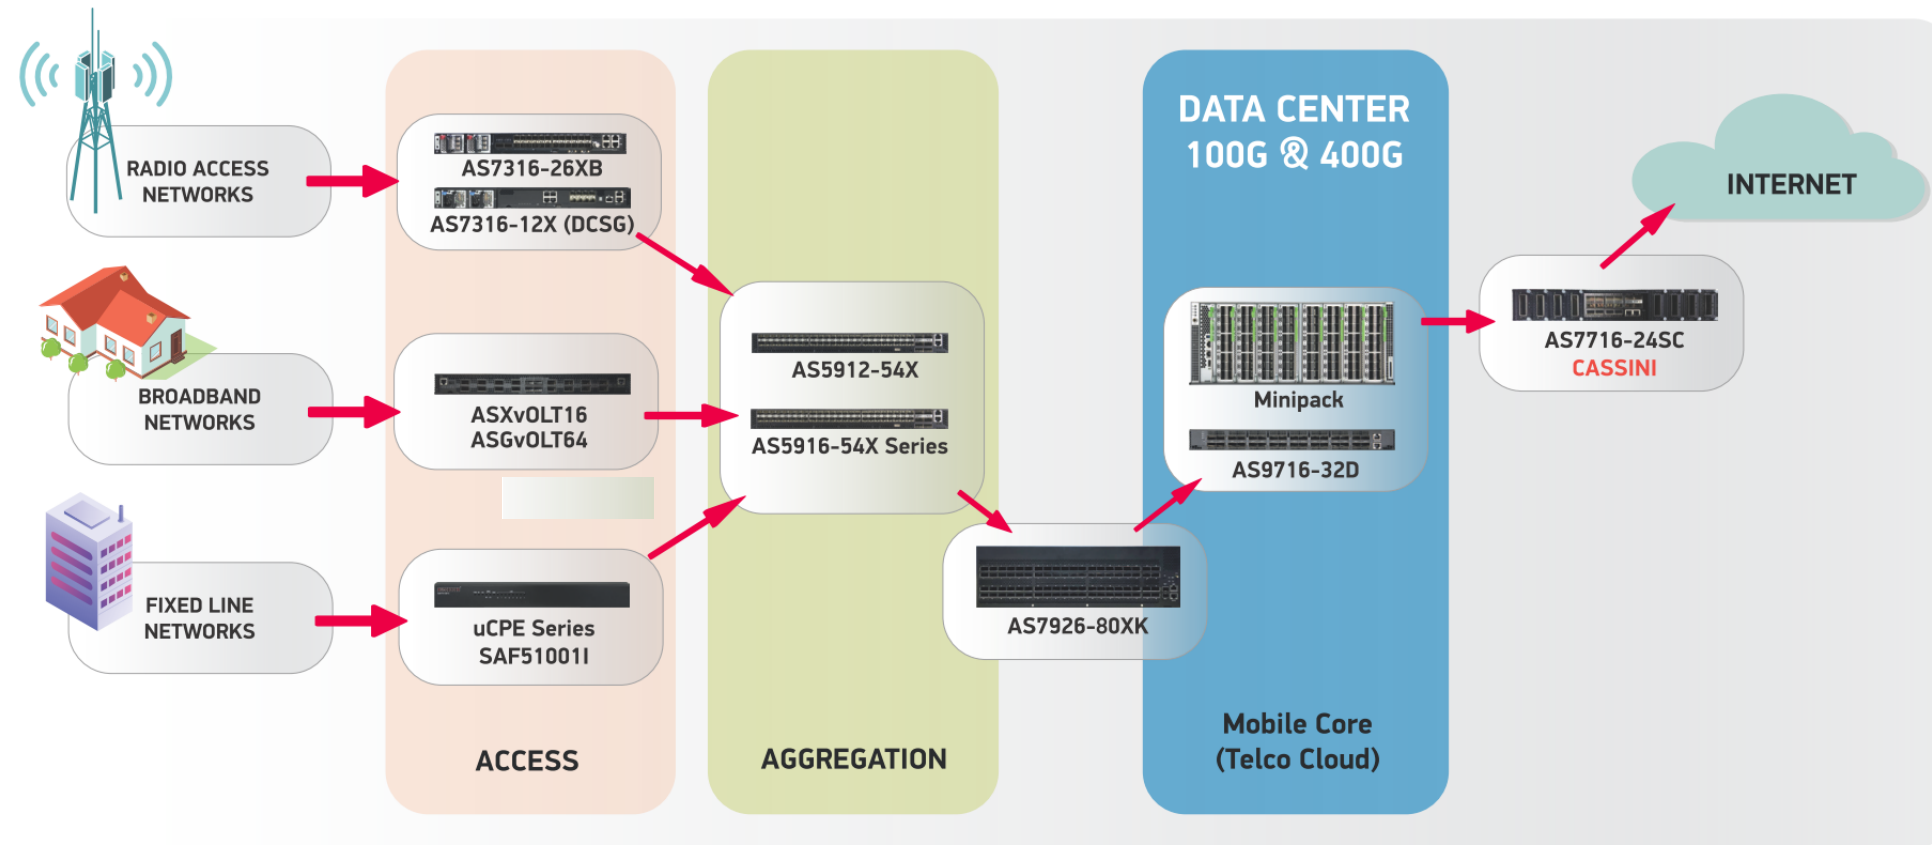 RADIO ACCESS
NETWORKS
AS7316-26XB
AS7316-12X (DCSG)
BROADBAND
NETWORKS
ASXvOLT16
ASGvOLT64
FIXED LINE
NETWORKS
uCPE Series
SAF51001I
ACCESS
AS5912-54X
AS5916-54X Series
AGGREGATION
AS7926-80XK
DATA CENTER
100G & 400G
Minipack
AS9716-32D
Mobile Core
(Telco Cloud)
AS7716-24SC
CASSINI
INTERNET